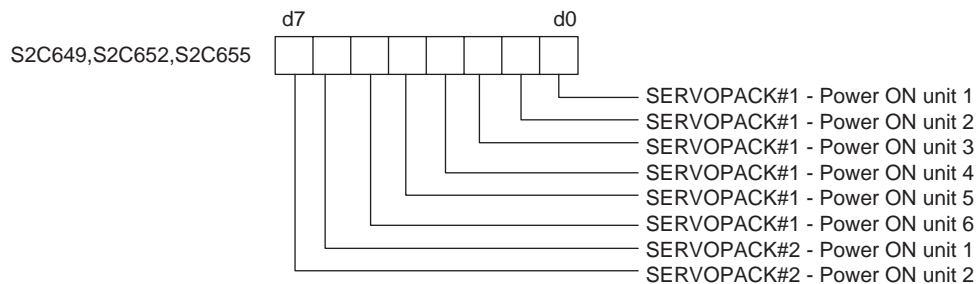 d7 d0
S2C649,S2C652,S2C655
SERVOPACK#1 - Power ON unit 1
SERVOPACK#1 - Power ON unit 2
SERVOPACK#1 - Power ON unit 3
SERVOPACK#1 - Power ON unit 4
SERVOPACK#1 - Power ON unit 5
SERVOPACK#1 - Power ON unit 6
SERVOPACK#2 - Power ON unit 1
SERVOPACK#2 - Power ON unit 2